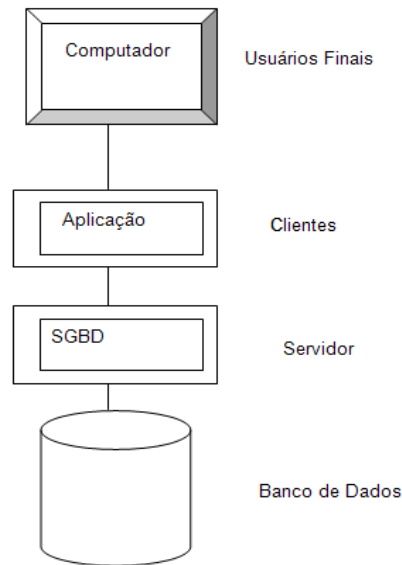 Computador
Usuários Finais
Aplicação
Clientes
SGBD
Servidor
Banco de Dados